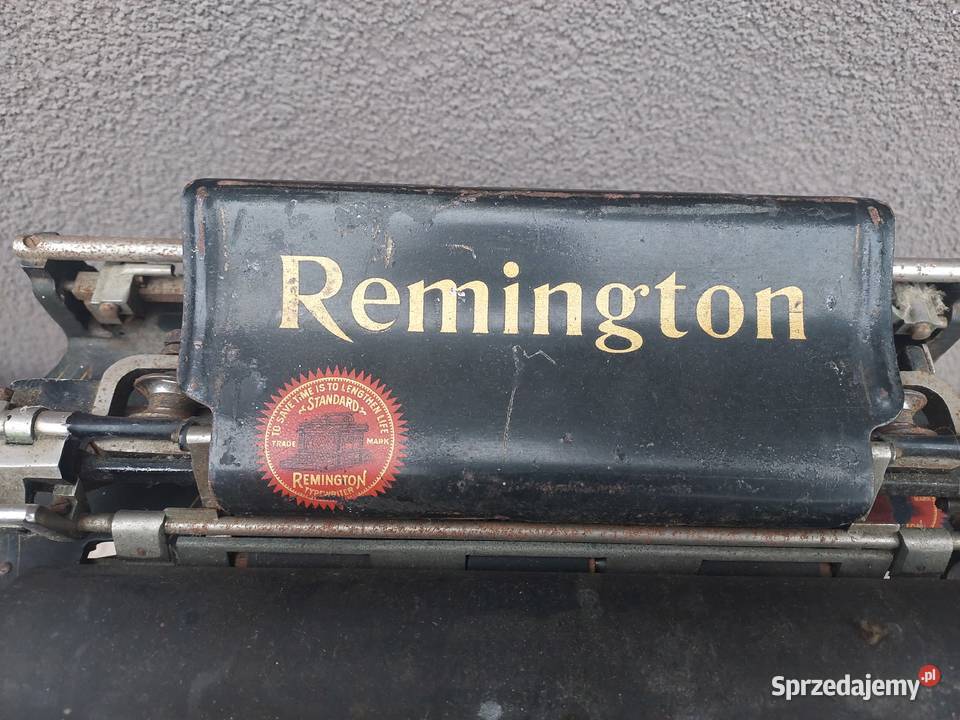 Remington
TO SAVE TIME IS TO LENGTHEN LIFE
STANDARD
TRADE MARK
REMINGTON
TYPEWRITER
Sprzedajemy.pl